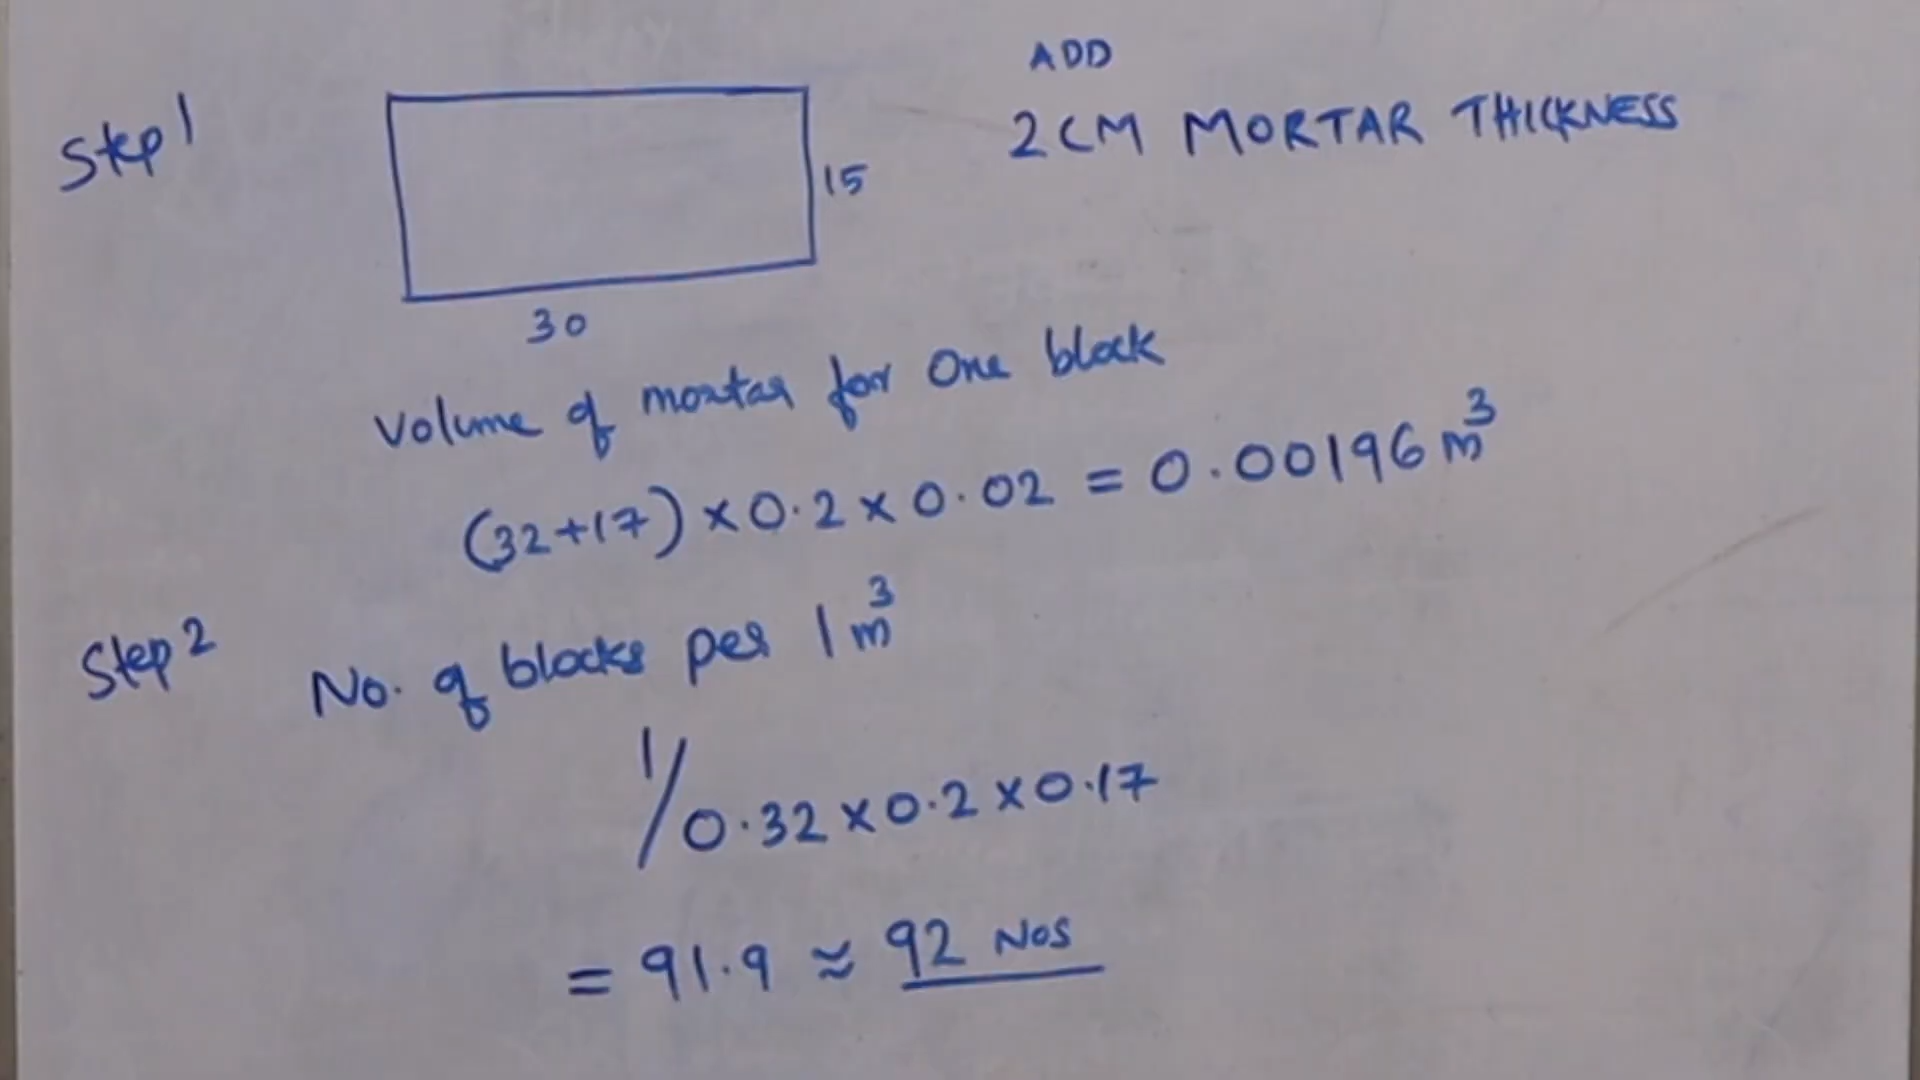 Step 1
ADD
2CM MORTAR THICKNESS
15
30
Volume of mortar for One block
(32+17) x 0.2 x 0.02 = 0.00196 m³
Step 2
No. of blocks per 1 m³
1/0.32 x 0.2 x 0.17
= 91.9 ≈ 92 Nos